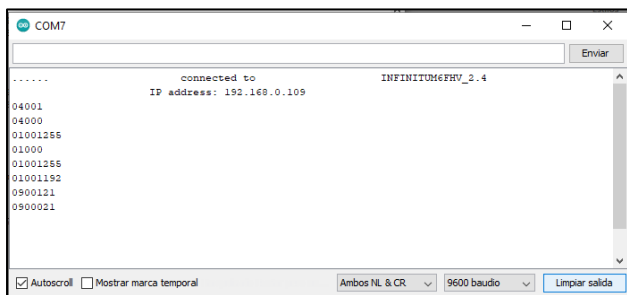 COM7
Enviar
...... connected to INFINITUM6FHV_2.4
IP address: 192.168.0.109
04001
04000
01001255
01000
01001255
01001192
0900121
0900021
Autoscroll Mostrar marca temporal Ambos NL & CR 9600 baudio Limpiar salida